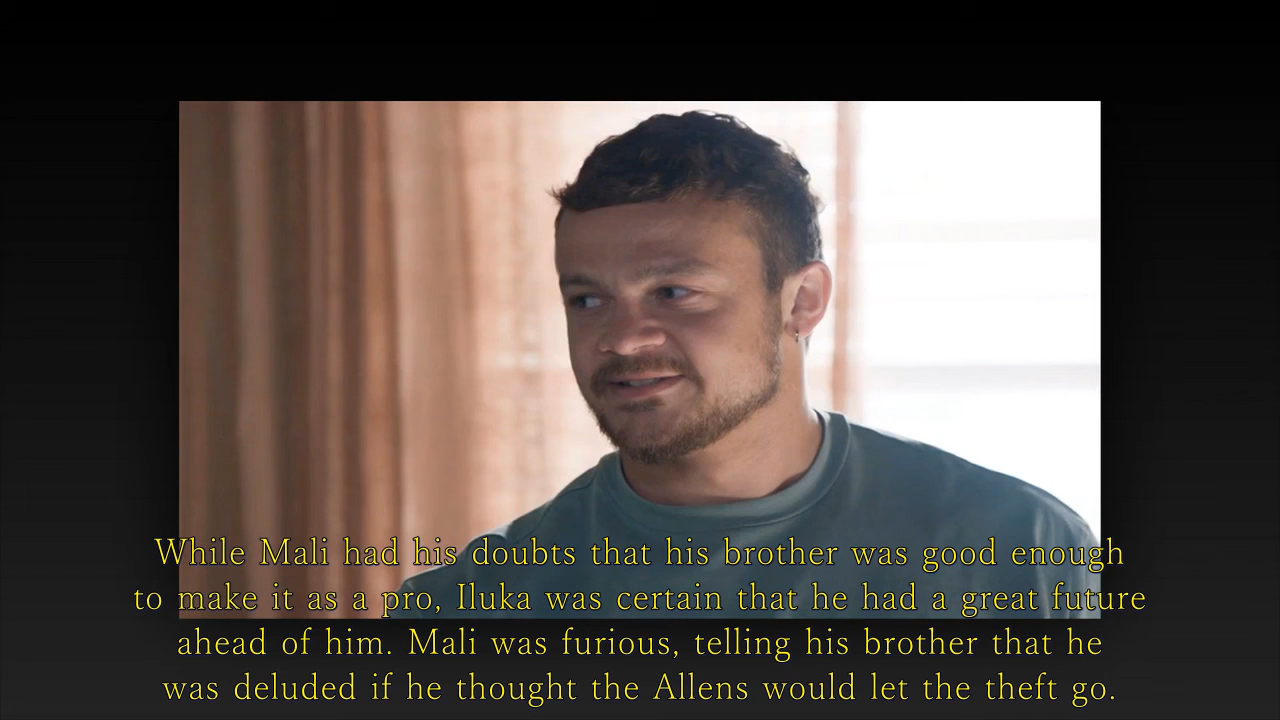 While Mali had his doubts that his brother was good enough
to make it as a pro, Iluka was certain that he had a great future
ahead of him. Mali was furious, telling his brother that he
was deluded if he thought the Allens would let the theft go.